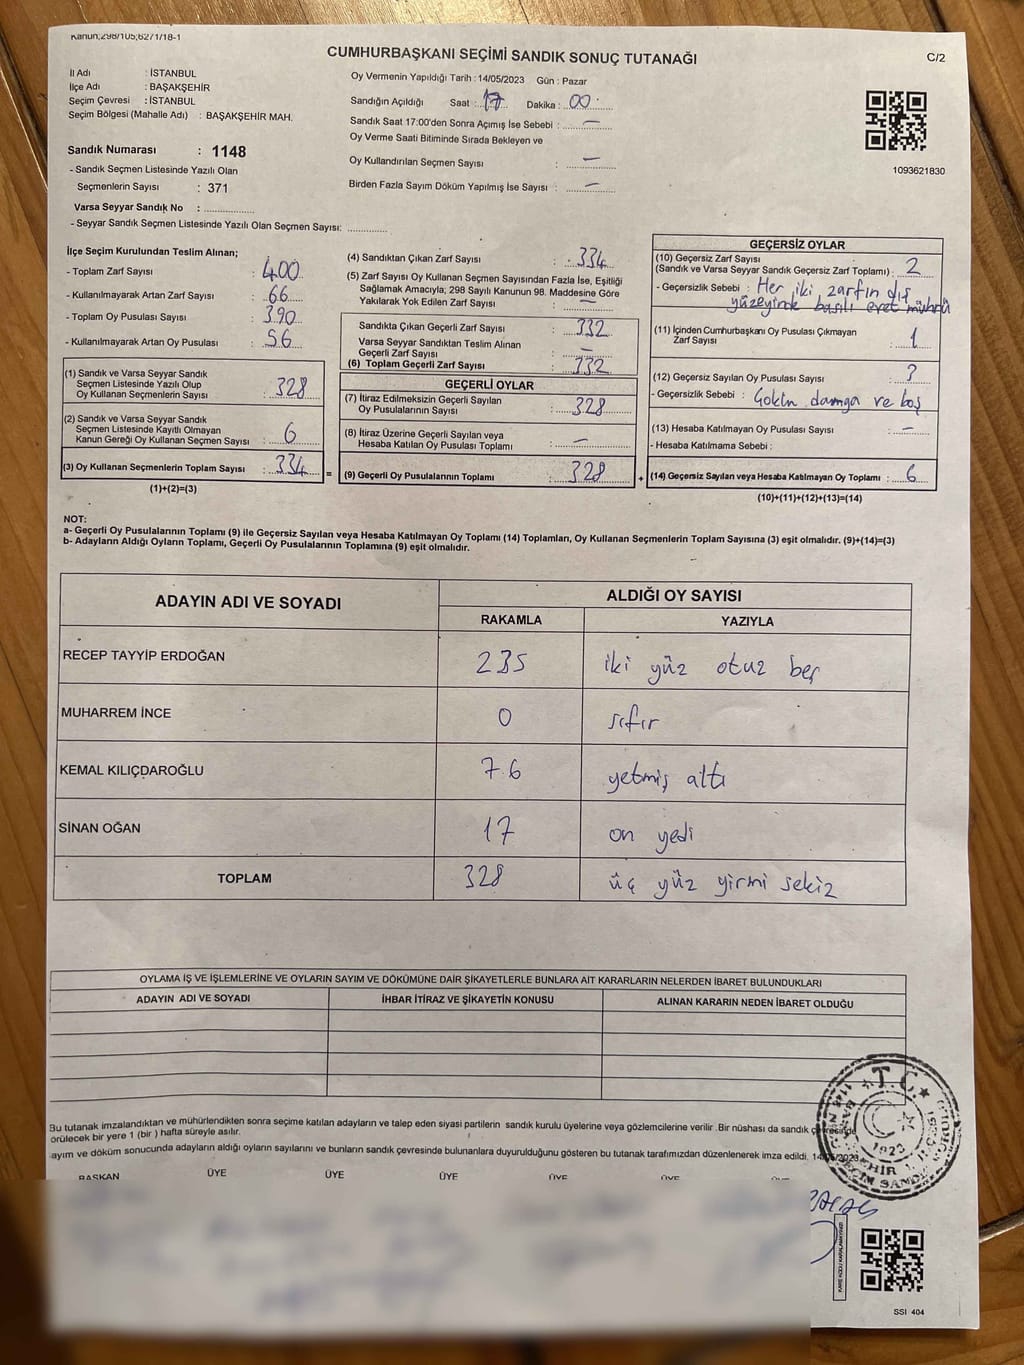 Kanun;298/105,6271/18-1
CUMHURBAŞKANI SEÇİMİ SANDIK SONUÇ TUTANAĞI
C/2
İl Adı : İSTANBUL
İlçe Adı : BAŞAKŞEHİR
Seçim Çevresi : İSTANBUL
Seçim Bölgesi (Mahalle Adı) : BAŞAKŞEHİR MAH.
Sandık Numarası : 1148
- Sandık Seçmen Listesinde Yazılı Olan
Seçmenlerin Sayısı : 371
Varsa Seyyar Sandık No : ..............
- Seyyar Sandık Seçmen Listesinde Yazılı Olan Seçmen Sayısı: ............
Oy Vermenin Yapıldığı Tarih : 14/05/2023 Gün : Pazar
Sandığın Açıldığı Saat : 17 Dakika : 00
Sandık Saat 17:00'den Sonra Açımış İse Sebebi : —
Oy Verme Saati Bitiminde Sırada Bekleyen ve
Oy Kullandırılan Seçmen Sayısı : —
Birden Fazla Sayım Döküm Yapılmış İse Sayısı : —
1093621830
İlçe Seçim Kurulundan Teslim Alınan;
- Toplam Zarf Sayısı : 400
- Kullanılmayarak Artan Zarf Sayısı : 66
- Toplam Oy Pusulası Sayısı : 390
- Kullanılmayarak Artan Oy Pusulası : 56
(1) Sandık ve Varsa Seyyar Sandık
Seçmen Listesinde Yazılı Olup
Oy Kullanan Seçmenlerin Sayısı : 328
(2) Sandık ve Varsa Seyyar Sandık
Seçmen Listesinde Kayıtlı Olmayan
Kanun Gereği Oy Kullanan Seçmen Sayısı : 6
(3) Oy Kullanan Seçmenlerin Toplam Sayısı : 334 =
(1)+(2)=(3)
(4) Sandıktan Çıkan Zarf Sayısı : 334
(5) Zarf Sayısı Oy Kullanan Seçmen Sayısından Fazla İse, Eşitliği
Sağlamak Amacıyla; 298 Sayılı Kanunun 98. Maddesine Göre
Yakılarak Yok Edilen Zarf Sayısı : —
Sandıkta Çıkan Geçerli Zarf Sayısı : 332
Varsa Seyyar Sandıktan Teslim Alınan
Geçerli Zarf Sayısı : —
(6) Toplam Geçerli Zarf Sayısı : 332
GEÇERLİ OYLAR
(7) İtiraz Edilmeksizin Geçerli Sayılan
Oy Pusulalarının Sayısı : 328
(8) İtiraz Üzerine Geçerli Sayılan veya
Hesaba Katılan Oy Pusulası Toplamı : —
(9) Geçerli Oy Pusulalarının Toplamı : 328 +
GEÇERSİZ OYLAR
(10) Geçersiz Zarf Sayısı
(Sandık ve Varsa Seyyar Sandık Geçersiz Zarf Toplamı) : 2
- Geçersizlik Sebebi : Her iki zarfın dış
yüzeyinde basılı evet mührü
(11) İçinden Cumhurbaşkanı Oy Pusulası Çıkmayan
Zarf Sayısı : 1
(12) Geçersiz Sayılan Oy Pusulası Sayısı : 3
- Geçersizlik Sebebi : damga ve boş
(13) Hesaba Katılmayan Oy Pusulası Sayısı : —
- Hesaba Katılmama Sebebi :
(14) Geçersiz Sayılan veya Hesaba Katılmayan Oy Toplamı : 6
(10)+(11)+(12)+(13)=(14)
NOT:
a- Geçerli Oy Pusulalarının Toplamı (9) ile Geçersiz Sayılan veya Hesaba Katılmayan Oy Toplamı (14) Toplamları, Oy Kullanan Seçmenlerin Toplam Sayısına (3) eşit olmalıdır. (9)+(14)=(3)
b- Adayların Aldığı Oyların Toplamı, Geçerli Oy Pusulalarının Toplamına (9) eşit olmalıdır.
ADAYIN ADI VE SOYADI ALDIĞI OY SAYISI
RAKAMLA YAZIYLA
RECEP TAYYİP ERDOĞAN 235 iki yüz otuz beş
MUHARREM İNCE 0 sıfır
KEMAL KILIÇDAROĞLU 76 yetmiş altı
SİNAN OĞAN 17 on yedi
TOPLAM 328 üç yüz yirmi sekiz
OYLAMA İŞ VE İŞLEMLERİNE VE OYLARIN SAYIM VE DÖKÜMÜNE DAİR ŞİKAYETLERLE BUNLARA AİT KARARLARIN NELERDEN İBARET BULUNDUKLARI
ADAYIN ADI VE SOYADI İHBAR İTİRAZ VE ŞİKAYETİN KONUSU ALINAN KARARIN NEDEN İBARET OLDUĞU
Bu tutanak imzalandıktan ve mühürlendikten sonra seçime katılan adayların ve talep eden siyasi partilerin sandık kurulu üyelerine veya gözlemcilerine verilir .Bir nüshası da sandık çevresinde
örülecek bir yere 1 (bir ) hafta süreyle asılır.
ayım ve döküm sonucunda adayların aldığı oyların sayılarını ve bunların sandık çevresinde bulunanlara duyurulduğunu gösteren bu tutanak tarafımızdan düzenlenerek imza edildi. 14/05/2023
BAŞKAN ÜYE ÜYE ÜYE ÜYE ÜYE
T.C.
1923
SSI 404